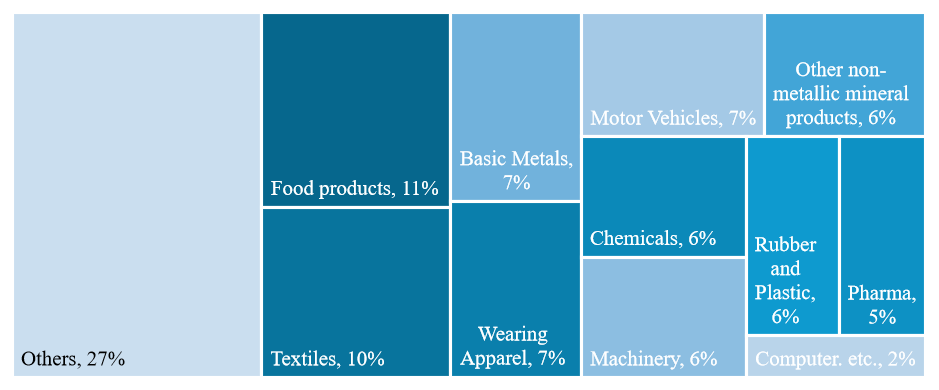 Others, 27%
Food products, 11%
Textiles, 10%
Basic Metals,
7%
Wearing
Apparel, 7%
Motor Vehicles, 7%
Other non-
metallic mineral
products, 6%
Chemicals, 6%
Machinery, 6%
Rubber
and
Plastic,
6%
Pharma,
5%
Computer. etc., 2%